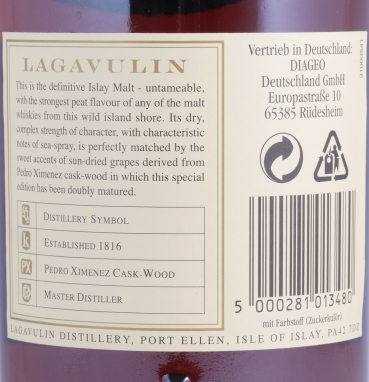 LAGAVULIN
This is the definitive Islay Malt - untameable,
with the strongest peat flavour of any of the malt
whiskies from this wild island shore. Its dry,
complex strength of character, with characteristic
notes of sea-spray, is perfectly matched by the
sweet accents of sun-dried grapes derived from
Pedro Ximenez cask-wood in which this special
edition has been doubly matured.
DISTILLERY SYMBOL
ESTABLISHED 1816
PX PEDRO XIMENEZ CASK-WOOD
MASTER DISTILLER
Vertrieb in Deutschland:
DIAGEO
Deutschland GmbH
Europastraße 10
65385 Rüdesheim
5 000281 013480
mit Farbstoff (Zuckerkulör)
LAGAVULIN DISTILLERY, PORT ELLEN, ISLE OF ISLAY, PA42 7DZ